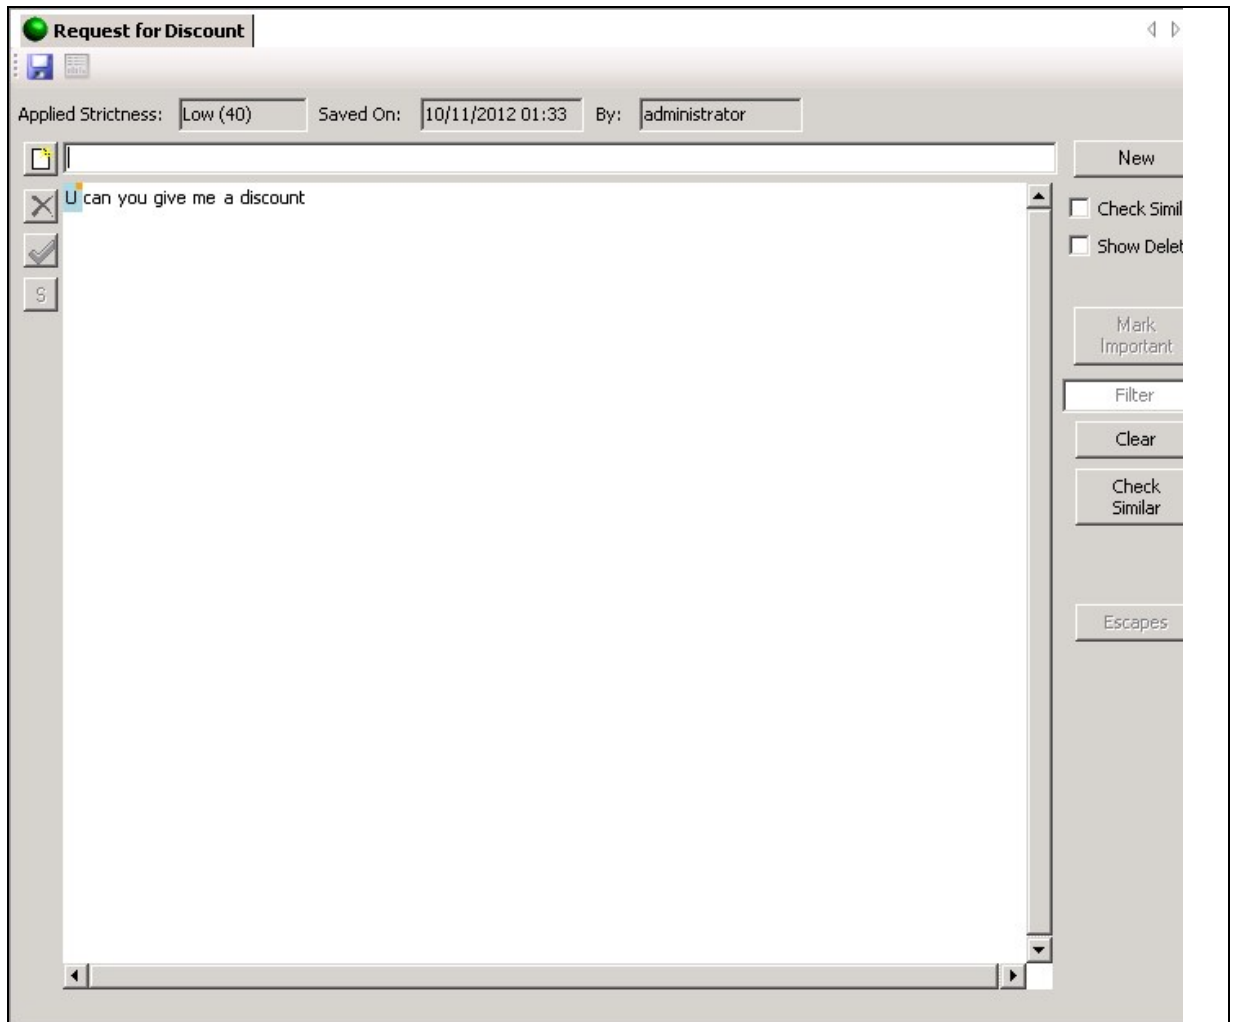 Request for Discount
Applied Strictness: Low (40) Saved On: 10/11/2012 01:33 By: administrator
New
U can you give me a discount
Check Simil
Show Delet
S
Mark
Important
Filter
Clear
Check
Similar
Escapes